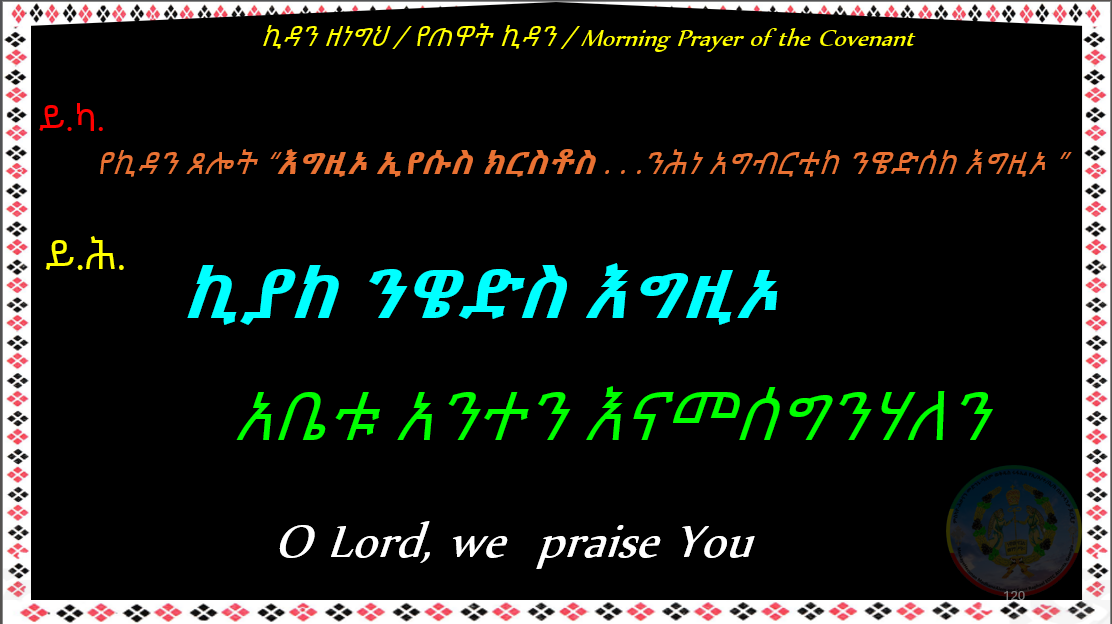 ኪዳን ዘነግህ / የጠዋት ኪዳን / Morning Prayer of the Covenant
ይ.ካ.
የኪዳን ጸሎት “እግዚኦ ኢየሱስ ክርስቶስ . . .ንሕነ አግብርቲከ ንዌድሰከ እግዚኦ “
ይ.ሕ.
ኪያከ ንዌድስ እግዚኦ
አቤቱ አንተን እናመሰግንሃለን
O Lord, we praise You
120